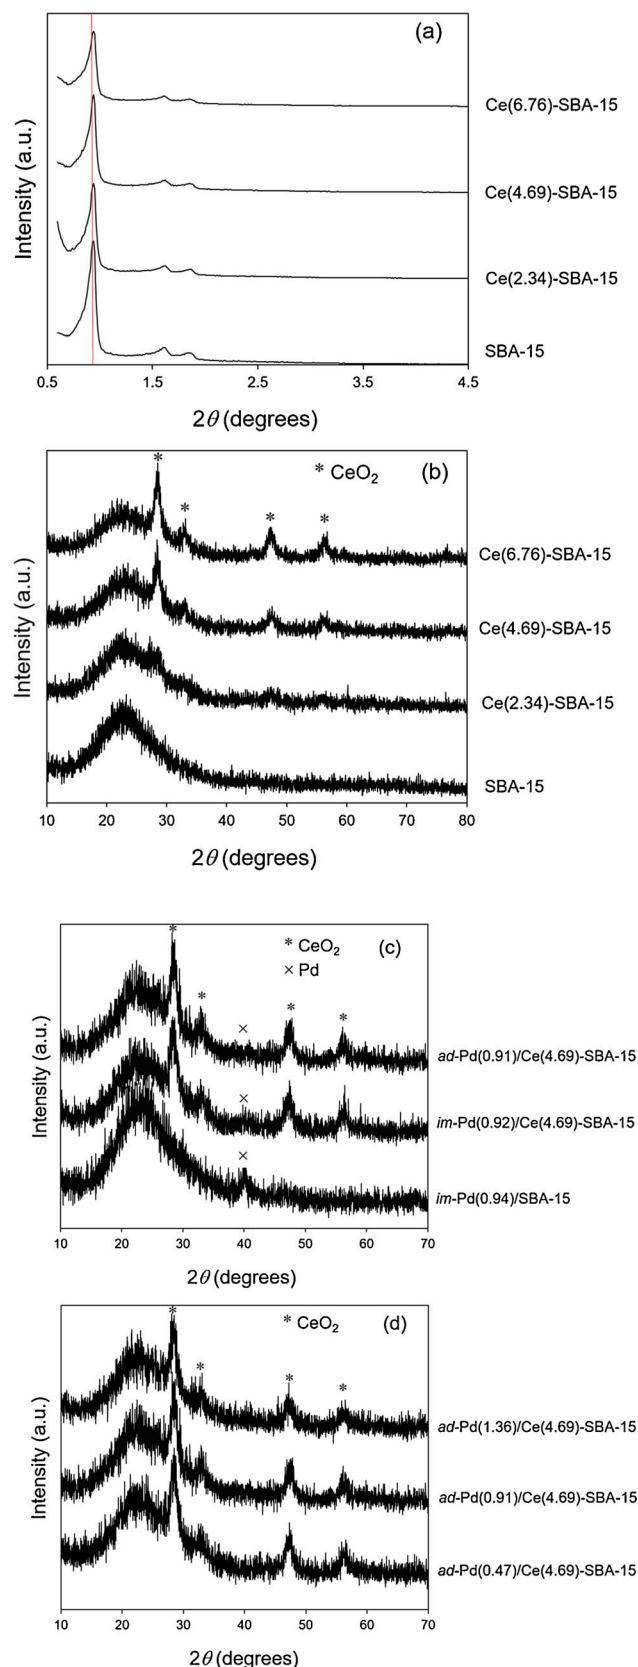 (a)
Intensity (a.u.)
Ce(6.76)-SBA-15
Ce(4.69)-SBA-15
Ce(2.34)-SBA-15
SBA-15
0.5 1.5 2.5 3.5 4.5
2θ (degrees)
* * * *
* CeO2 (b)
Intensity (a.u.)
Ce(6.76)-SBA-15
Ce(4.69)-SBA-15
Ce(2.34)-SBA-15
SBA-15
10 20 30 40 50 60 70 80
2θ (degrees)
* * × * *
* CeO2 (c)
× Pd
Intensity (a.u.)
ad-Pd(0.91)/Ce(4.69)-SBA-15
×
im-Pd(0.92)/Ce(4.69)-SBA-15
×
im-Pd(0.94)/SBA-15
10 20 30 40 50 60 70
2θ (degrees)
* * * *
* CeO2 (d)
Intensity (a.u.)
ad-Pd(1.36)/Ce(4.69)-SBA-15
ad-Pd(0.91)/Ce(4.69)-SBA-15
ad-Pd(0.47)/Ce(4.69)-SBA-15
10 20 30 40 50 60 70
2θ (degrees)